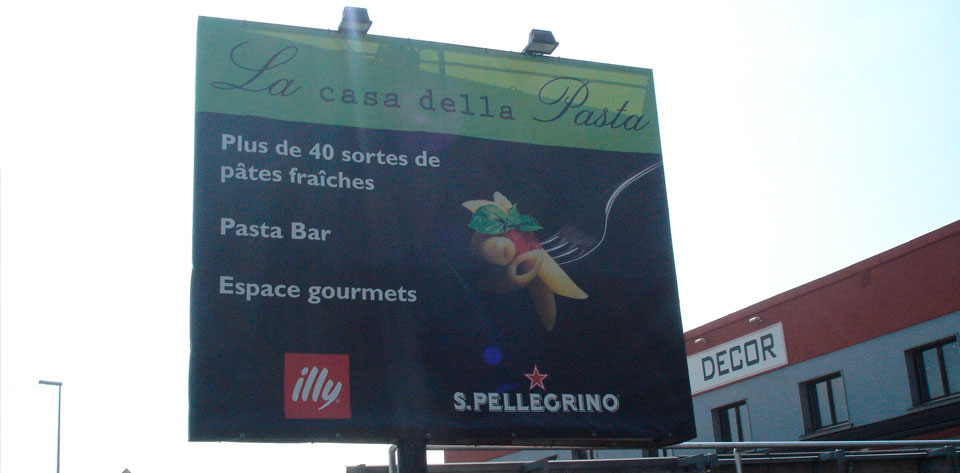 La casa della Pasta
Plus de 40 sortes de
pâtes fraîches
Pasta Bar
Espace gourmets
illy
S.PELLEGRINO
DECOR